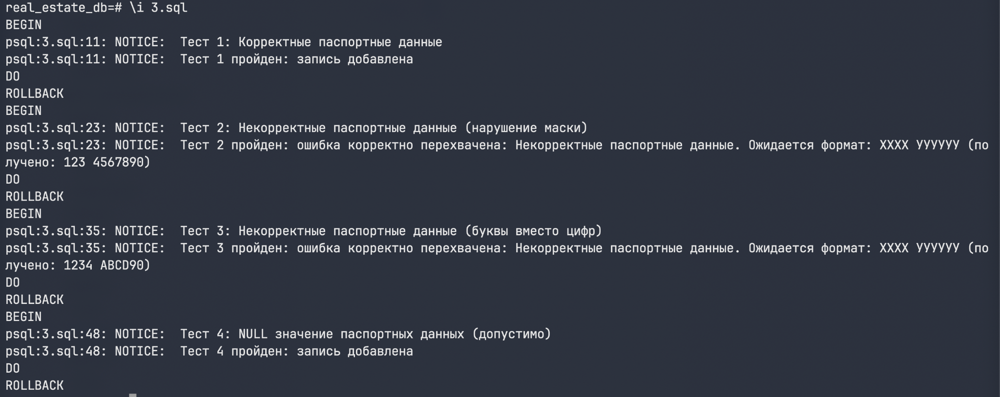 real_estate_db=# \i 3.sql
BEGIN
psql:3.sql:11: NOTICE:  Тест 1: Корректные паспортные данные
psql:3.sql:11: NOTICE:  Тест 1 пройден: запись добавлена
DO
ROLLBACK
BEGIN
psql:3.sql:23: NOTICE:  Тест 2: Некорректные паспортные данные (нарушение маски)
psql:3.sql:23: NOTICE:  Тест 2 пройден: ошибка корректно перехвачена: Некорректные паспортные данные. Ожидается формат: XXXX УУУУУУ (по
лучено: 123 4567890)
DO
ROLLBACK
BEGIN
psql:3.sql:35: NOTICE:  Тест 3: Некорректные паспортные данные (буквы вместо цифр)
psql:3.sql:35: NOTICE:  Тест 3 пройден: ошибка корректно перехвачена: Некорректные паспортные данные. Ожидается формат: XXXX УУУУУУ (по
лучено: 1234 ABCD90)
DO
ROLLBACK
BEGIN
psql:3.sql:48: NOTICE:  Тест 4: NULL значение паспортных данных (допустимо)
psql:3.sql:48: NOTICE:  Тест 4 пройден: запись добавлена
DO
ROLLBACK